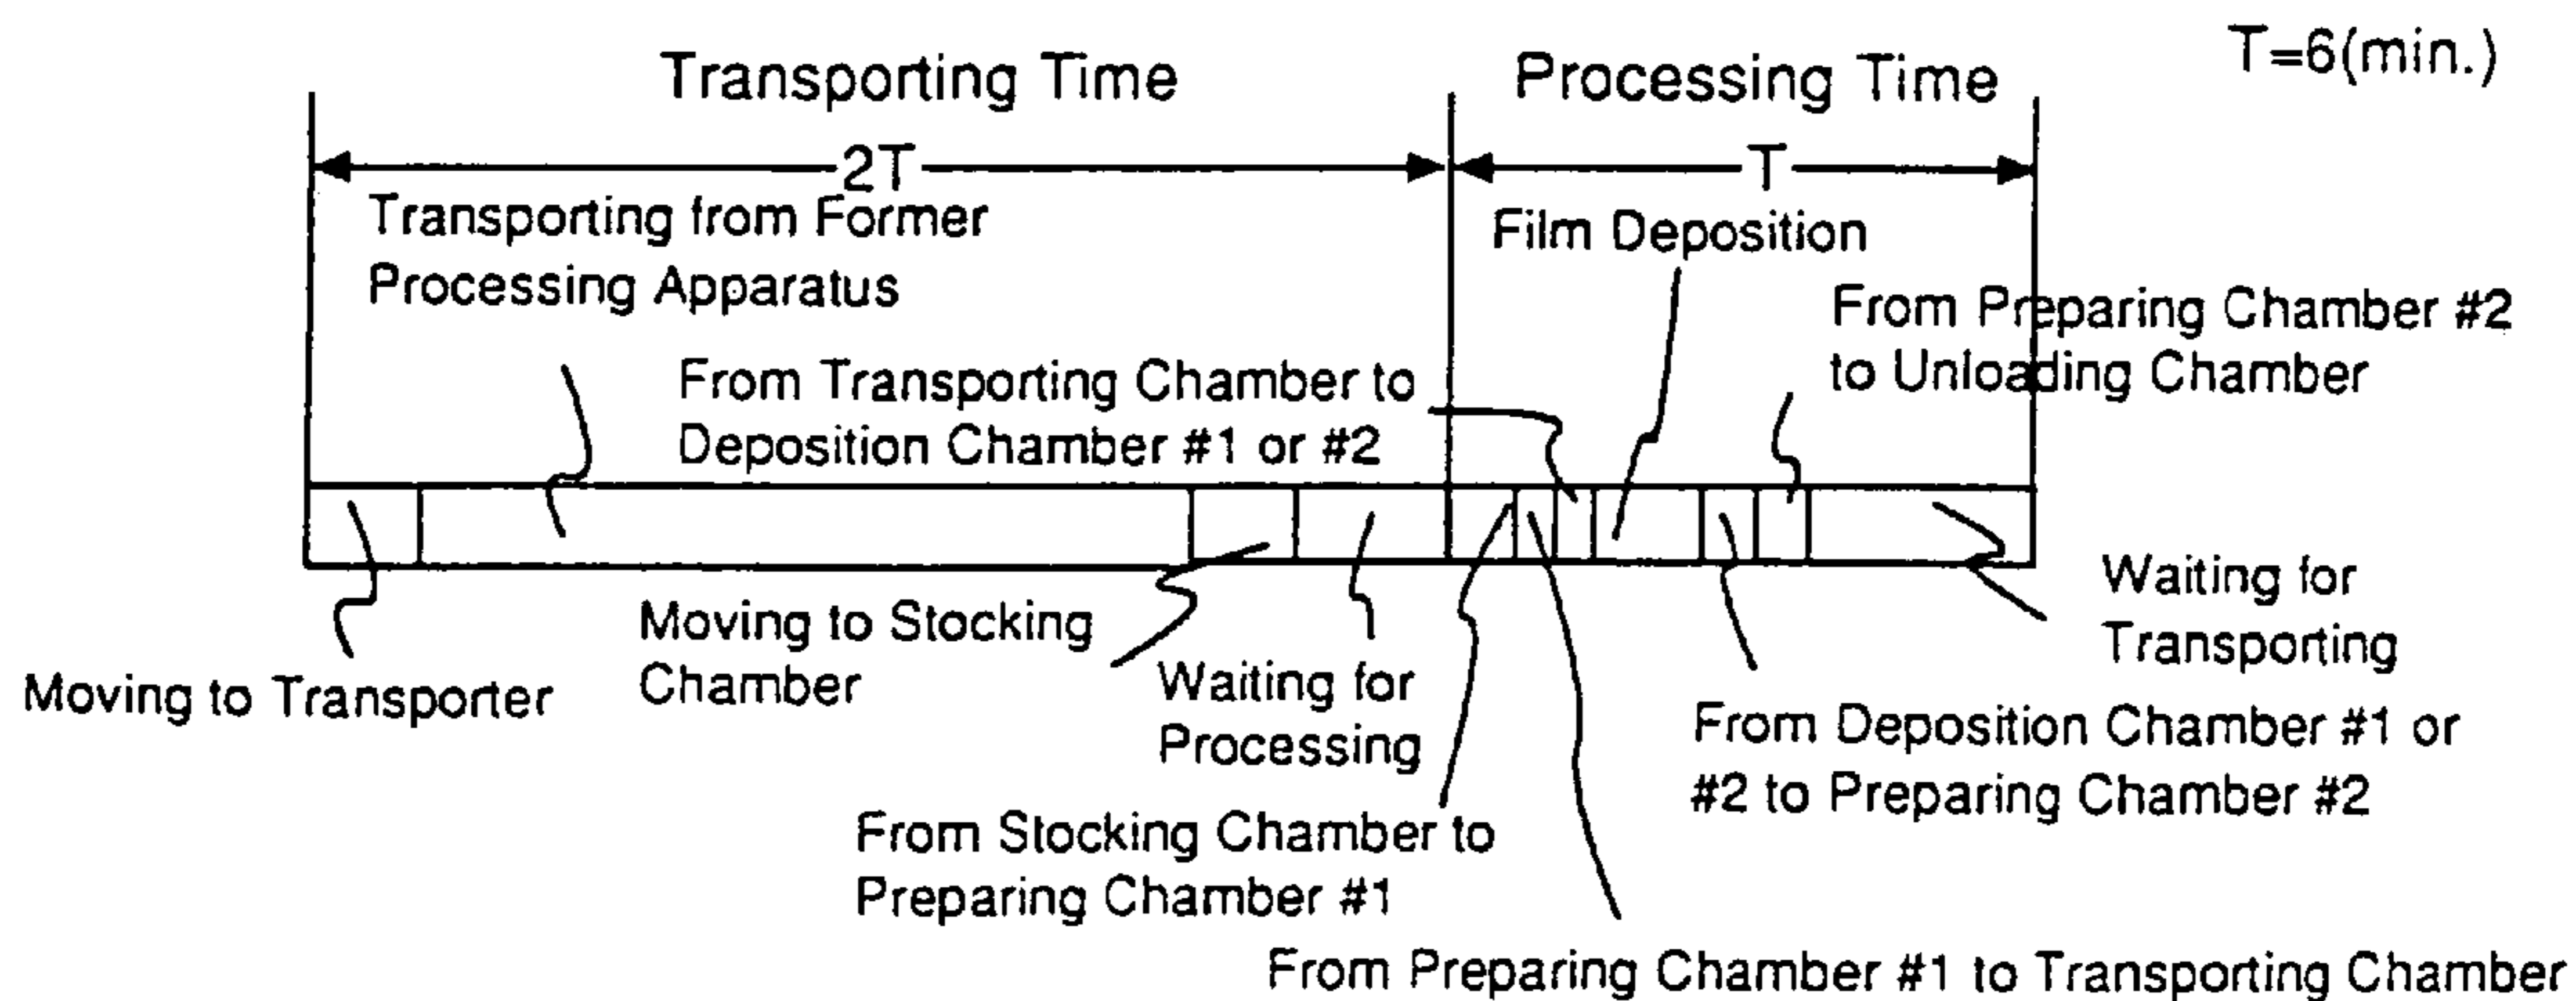 T=6(min.)
Transporting Time
Processing Time
2T
T
Transporting from Former
Processing Apparatus
Film Deposition
From Preparing Chamber #2
to Unloading Chamber
From Transporting Chamber to
Deposition Chamber #1 or #2
Moving to Transporter
Moving to Stocking
Chamber
Waiting for
Processing
Waiting for
Transporting
From Deposition Chamber #1 or
#2 to Preparing Chamber #2
From Stocking Chamber to
Preparing Chamber #1
From Preparing Chamber #1 to Transporting Chamber